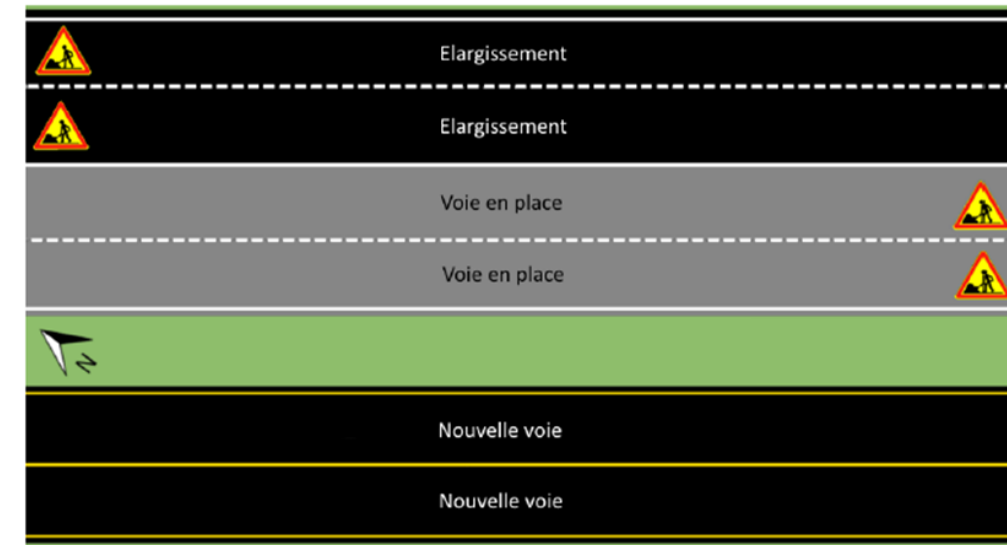 Elargissement
Elargissement
Voie en place
Voie en place
N
Nouvelle voie
Nouvelle voie